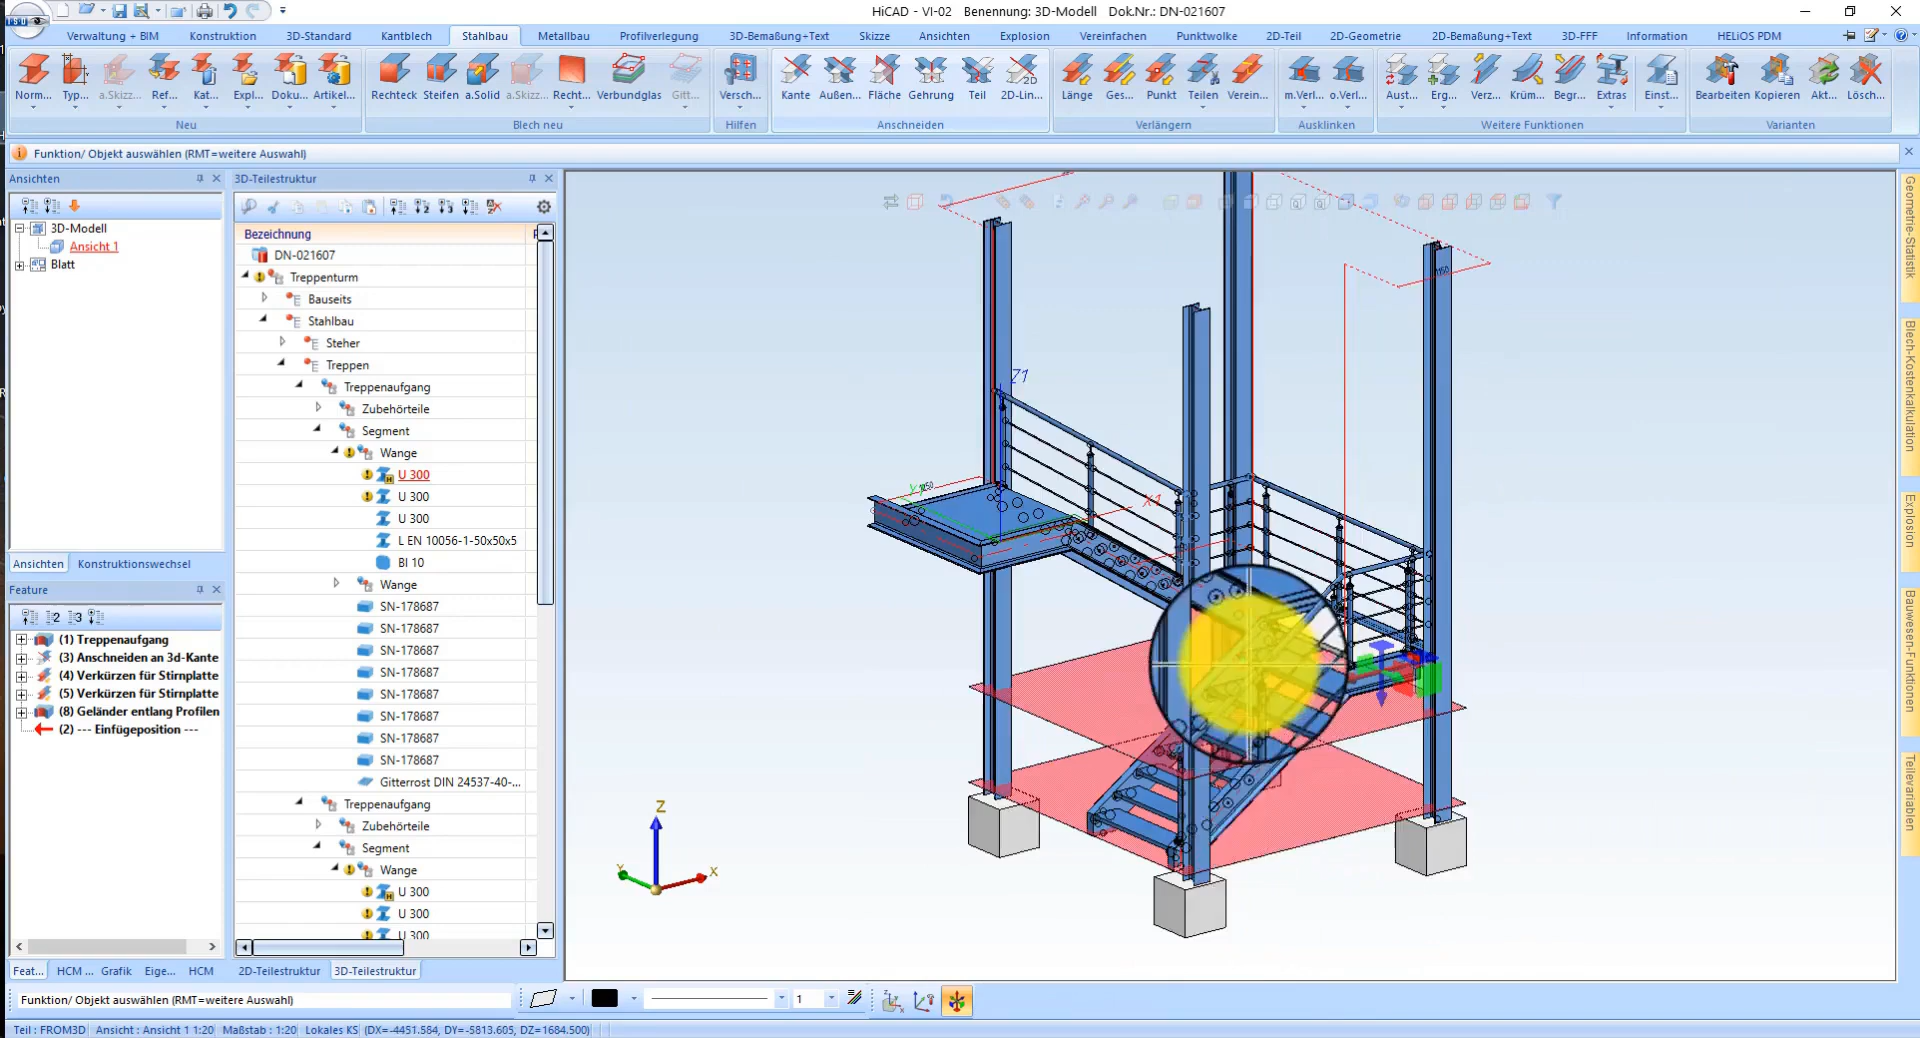 HiCAD - VI-02   Benennung: 3D-Modell   Dok.Nr.: DN-021607
ISD
Verwaltung + BIM
Konstruktion
3D-Standard
Kantblech
Stahlbau
Metallbau
Profilverlegung
3D-Bemaßung+Text
Skizze
Ansichten
Explosion
Vereinfachen
Punktwolke
2D-Teil
2D-Geometrie
2D-Bemaßung+Text
3D-FFF
Information
HELiOS PDM
Norm... Typ... a.Skizz... Ref... Kat... Expl... Doku... Artikel...
Rechteck Steifen a.Solid a.Skizz... Recht... Verbundglas Gitt...
Versch...
Kante Außen... Fläche Gehrung Teil 2D-Lin...
Länge Ges... Punkt Teilen Verein...
m.Verl... o.Verl...
Aust... Erg... Verz... Krüm... Begr... Extras Einst...
Bearbeiten Kopieren Akt... Lösch...
Neu
Blech neu
Hilfen
Anschneiden
Verlängern
Ausklinken
Weitere Funktionen
Varianten
Funktion/ Objekt auswählen (RMT=weitere Auswahl)
Ansichten
3D-Modell
Ansicht 1
Blatt
Ansichten
Konstruktionswechsel
Feature
(1) Treppenaufgang
(3) Anschneiden an 3d-Kante
(4) Verkürzen für Stirnplatte
(5) Verkürzen für Stirnplatte
(8) Geländer entlang Profilen
(2) --- Einfügeposition ---
Feat...
HCM ...
Grafik
Eige...
HCM
3D-Teilestruktur
Bezeichnung
DN-021607
Treppenturm
Bauseits
Stahlbau
Steher
Treppen
Treppenaufgang
Zubehörteile
Segment
Wange
U 300
U 300
U 300
L EN 10056-1-50x50x5
Bl 10
Wange
SN-178687
SN-178687
SN-178687
SN-178687
SN-178687
SN-178687
SN-178687
SN-178687
Gitterrost DIN 24537-40-...
Treppenaufgang
Zubehörteile
Segment
Wange
U 300
U 300
U 300
2D-Teilestruktur
3D-Teilestruktur
Z1
X1
Z
X
Y
Geometrie-Statistik
Blech-Kostenkalkulation
Explosion
Bauwesen-Funktionen
Teilevariablen
Funktion/ Objekt auswählen (RMT=weitere Auswahl)
1
Teil : FROM3D
Ansicht : Ansicht 1 1:20
Maßstab : 1:20
Lokales KS
(DX=-4451.584, DY=-5813.605, DZ=1684.500)